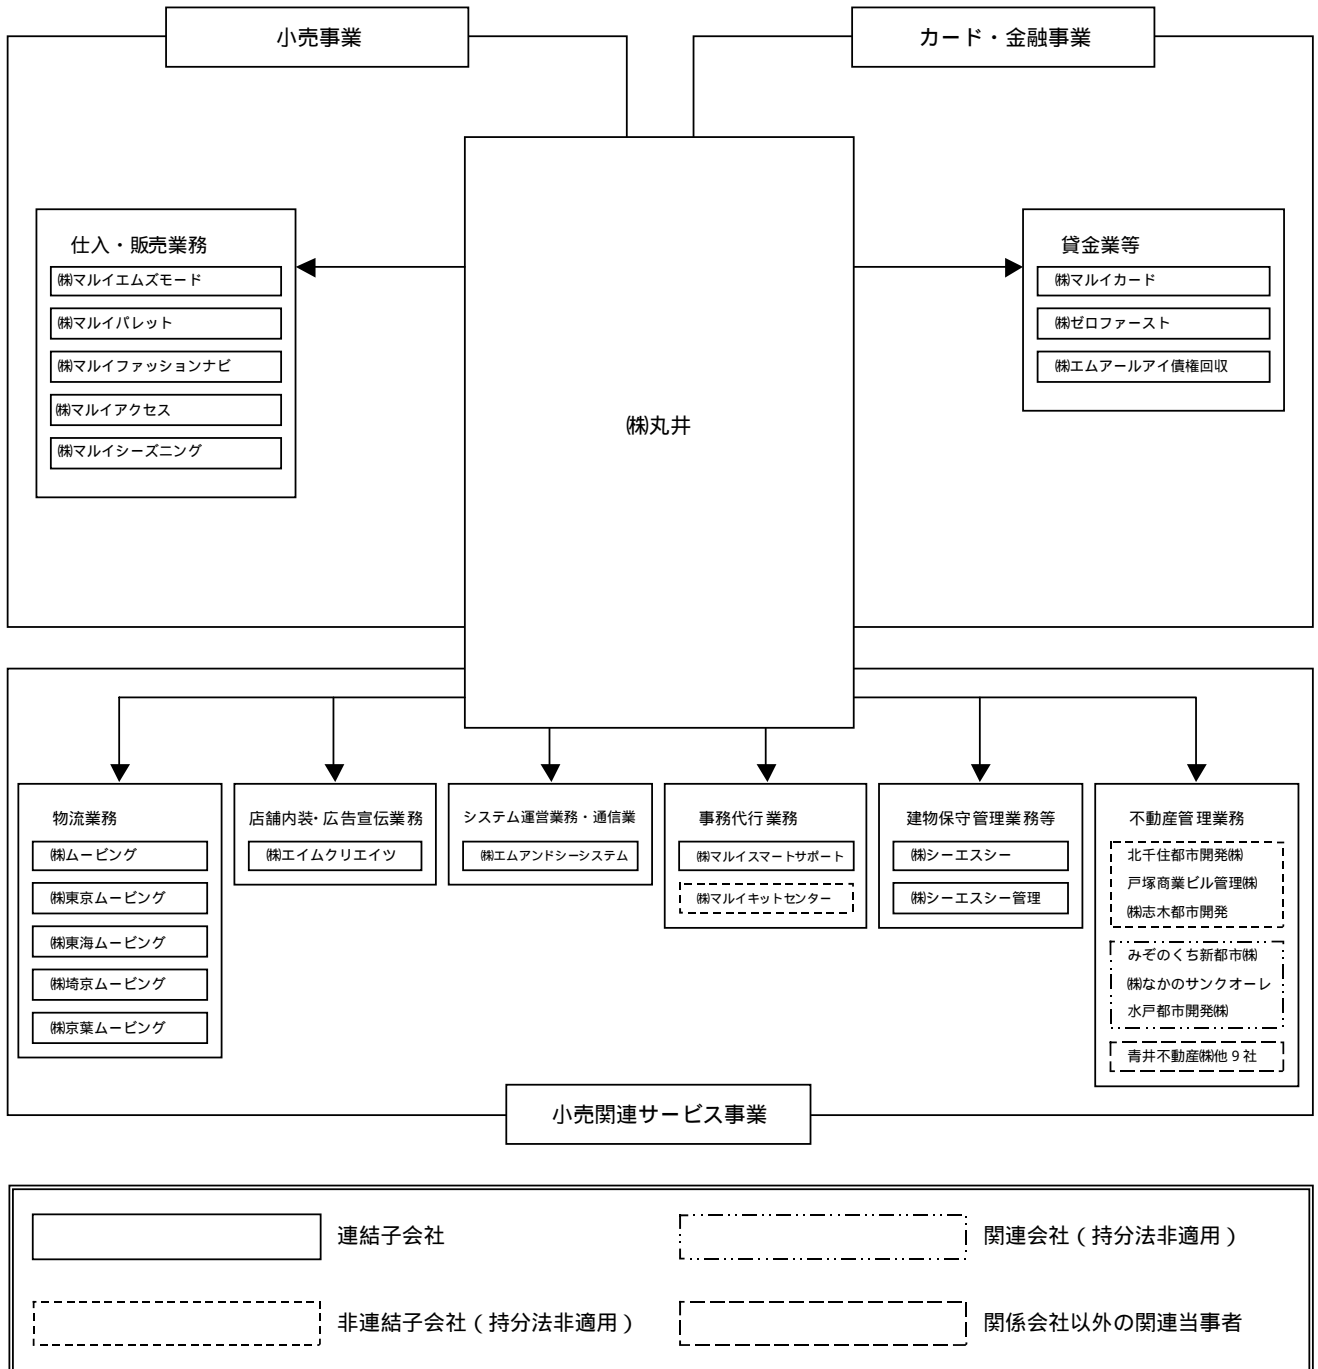 小売事業
カード・金融事業
仕入・販売業務
㈱マルイエムズモード
㈱マルイパレット
㈱マルイファッションナビ
㈱マルイアクセス
㈱マルイシーズニング
㈱丸井
貸金業等
㈱マルイカード
㈱ゼロファースト
㈱エムアールアイ債権回収
物流業務
㈱ムービング
㈱東京ムービング
㈱東海ムービング
㈱埼京ムービング
㈱京葉ムービング
店舗内装・広告宣伝業務
㈱エイムクリエイツ
システム運営業務・通信業
㈱エムアンドシーシステム
事務代行業務
㈱マルイスマートサポート
㈱マルイキットセンター
建物保守管理業務等
㈱シーエスシー
㈱シーエスシー管理
不動産管理業務
北千住都市開発㈱
戸塚商業ビル管理㈱
㈱志木都市開発
みぞのくち新都市㈱
㈱なかのサンクオーレ
水戸都市開発㈱
青井不動産㈱他9社
小売関連サービス事業
連結子会社
関連会社(持分法非適用)
非連結子会社(持分法非適用)
関係会社以外の関連当事者